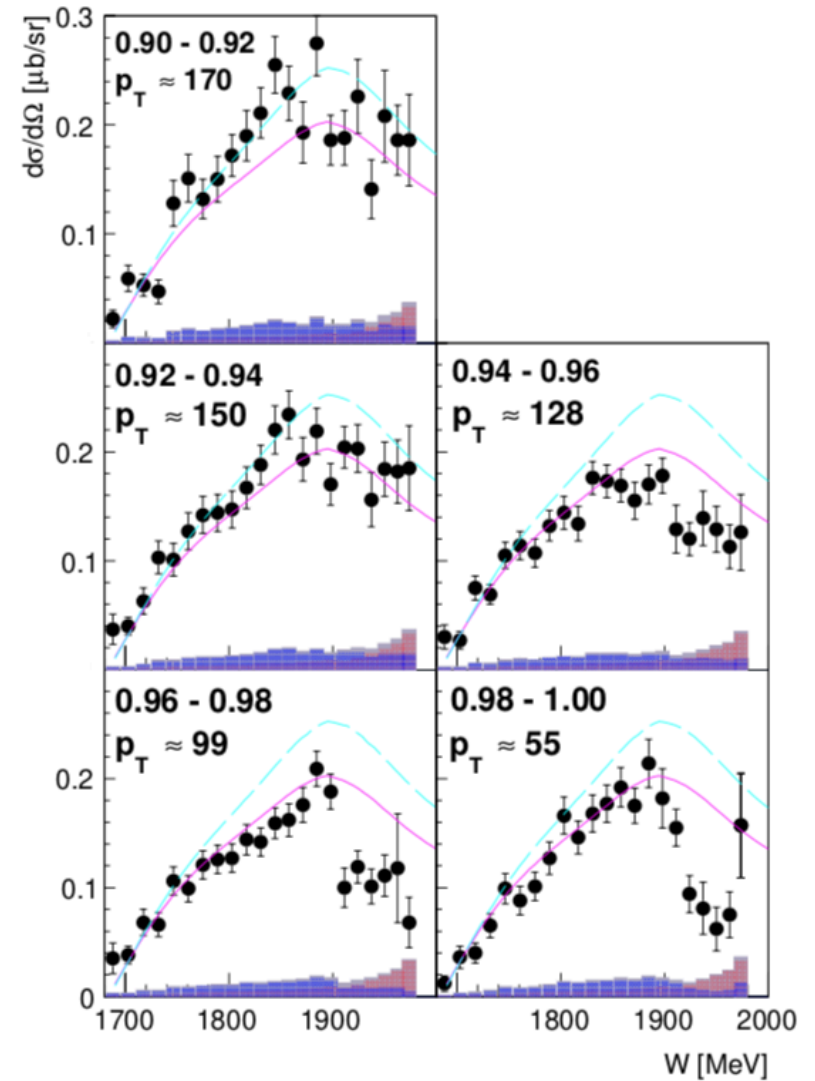 dσ/dΩ [μb/sr]
0.3
0.90 - 0.92
p_T ≈ 170
0.2
0.1
0.92 - 0.94
p_T ≈ 150
0.94 - 0.96
p_T ≈ 128
0.2
0.1
0.96 - 0.98
p_T ≈ 99
0.98 - 1.00
p_T ≈ 55
0.2
0.1
0
1700 1800 1900 1800 1900 2000
W [MeV]